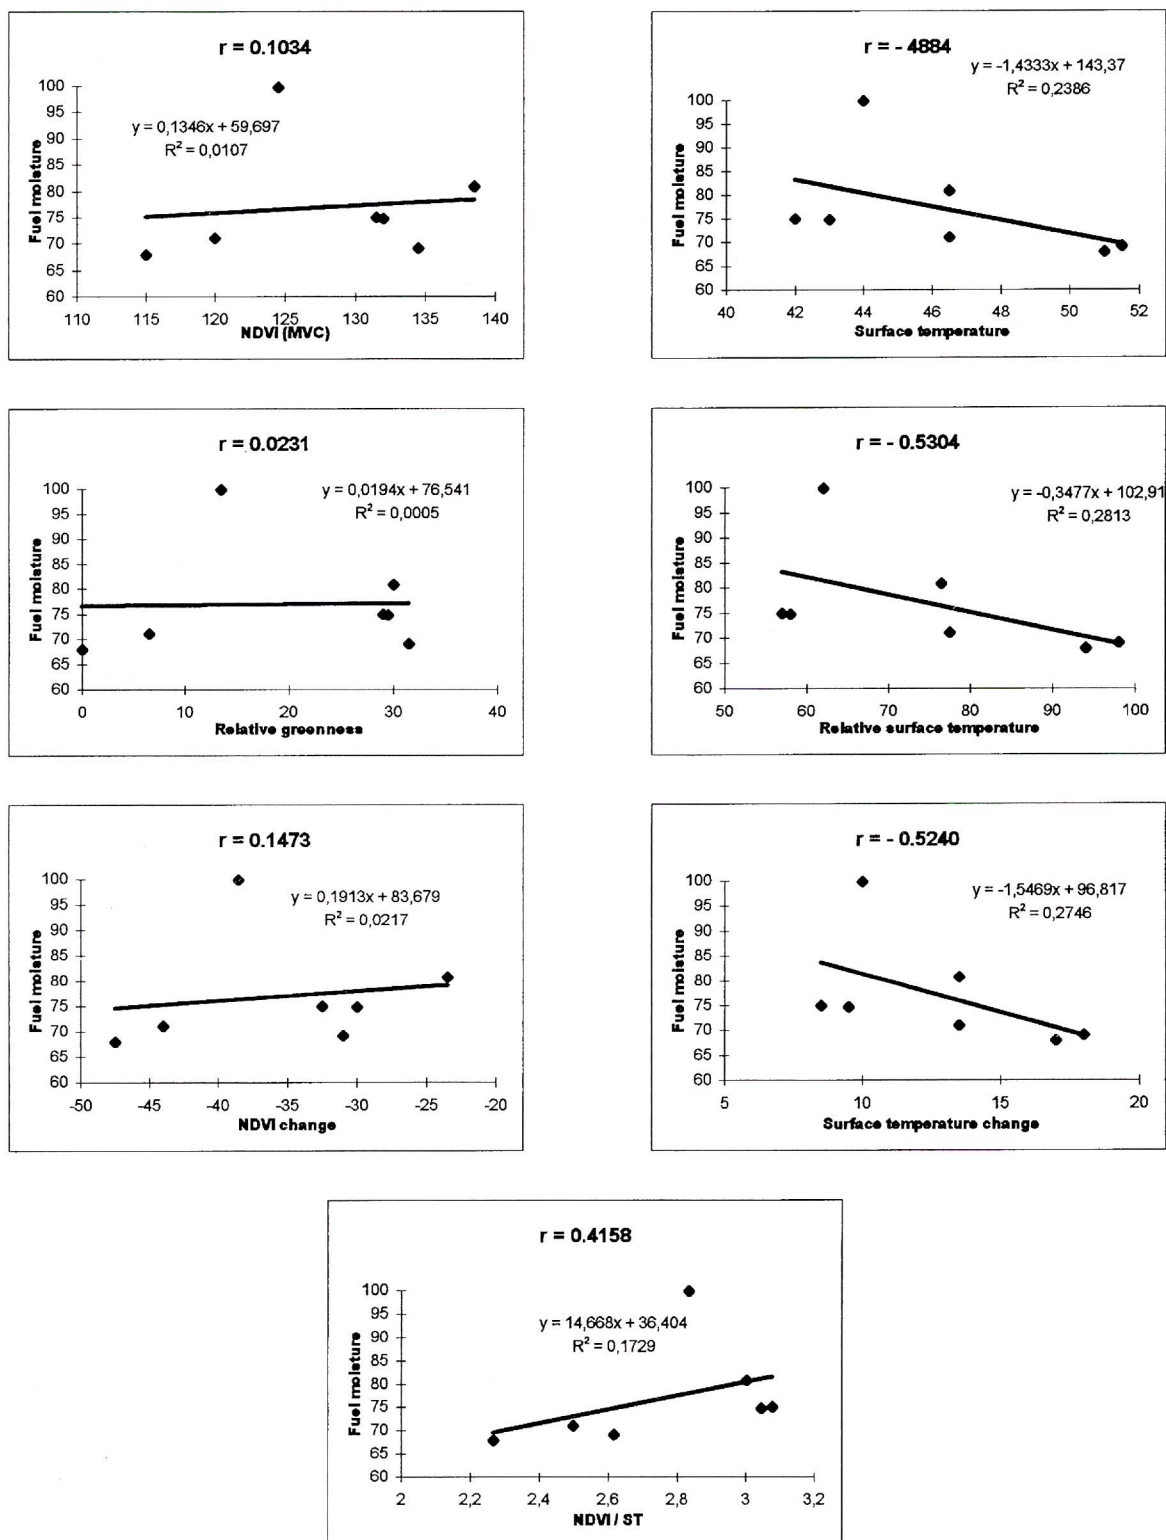 r = 0.1034
y = 0,1346x + 59,697
R² = 0,0107
Fuel moisture
100
95
90
85
80
75
70
65
60
110 115 120 125 130 135 140
NDVI (MVC)
r = - 4884
y = -1,4333x + 143,37
R² = 0,2386
Fuel moisture
100
95
90
85
80
75
70
65
60
40 42 44 46 48 50 52
Surface temperature
r = 0.0231
y = 0,0194x + 76,541
R² = 0,0005
Fuel moisture
100
95
90
85
80
75
70
65
60
0 10 20 30 40
Relative greenness
r = - 0.5304
y = -0,3477x + 102,91
R² = 0,2813
Fuel moisture
100
95
90
85
80
75
70
65
60
50 60 70 80 90 100
Relative surface temperature
r = 0.1473
y = 0,1913x + 83,679
R² = 0,0217
Fuel moisture
100
95
90
85
80
75
70
65
60
-50 -45 -40 -35 -30 -25 -20
NDVI change
r = - 0.5240
y = -1,5469x + 96,817
R² = 0,2746
Fuel moisture
100
95
90
85
80
75
70
65
60
5 10 15 20
Surface temperature change
r = 0.4158
y = 14,668x + 36,404
R² = 0,1729
Fuel moisture
100
95
90
85
80
75
70
65
60
2 2,2 2,4 2,6 2,8 3 3,2
NDVI / ST